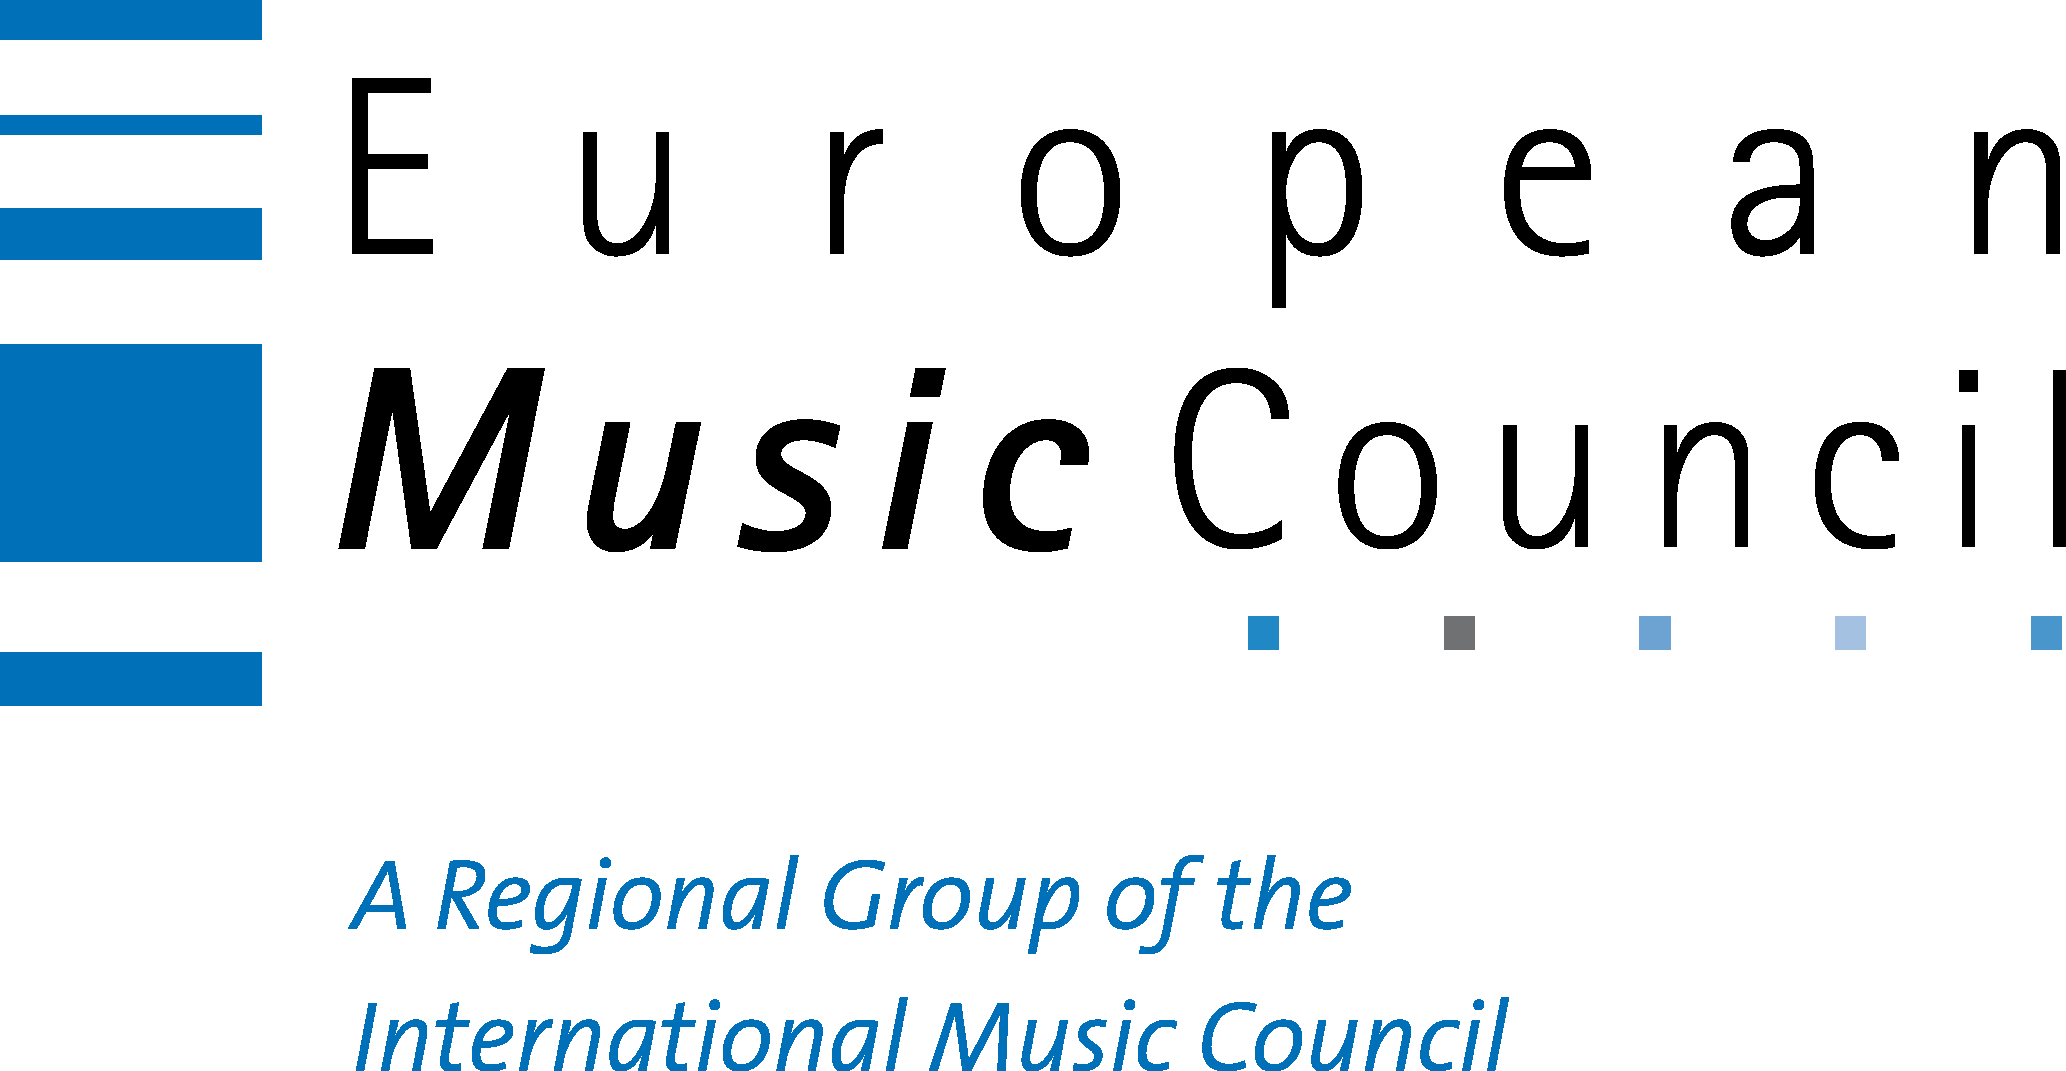 European
Music Council
A Regional Group of the
International Music Council